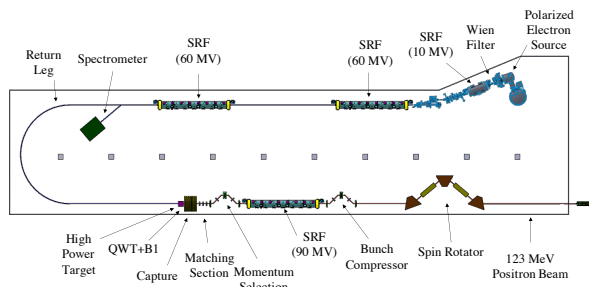 Polarized
Electron
Source
Wien
Filter
SRF
(10 MV)
SRF
(60 MV)
SRF
(60 MV)
Spectrometer
Return
Leg
High
Power
Target
QWT+B1
Capture
Matching
Section
Momentum
Selection
SRF
(90 MV)
Bunch
Compressor
Spin Rotator
123 MeV
Positron Beam